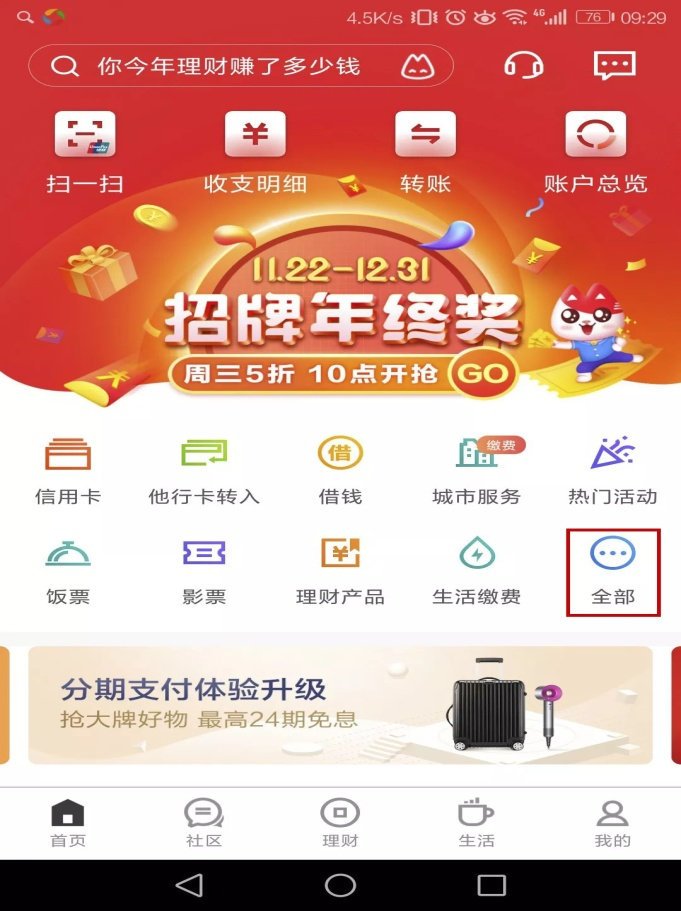 4.5K/s 4G 76 09:29
你今年理财赚了多少钱
扫一扫 收支明细 转账 账户总览
11.22-12.31
招牌年终奖
周三5折 10点开抢 GO
缴费
信用卡 他行卡转入 借钱 城市服务 热门活动
饭票 影票 理财产品 生活缴费 全部
分期支付体验升级
抢大牌好物 最高24期免息
首页 社区 理财 生活 我的